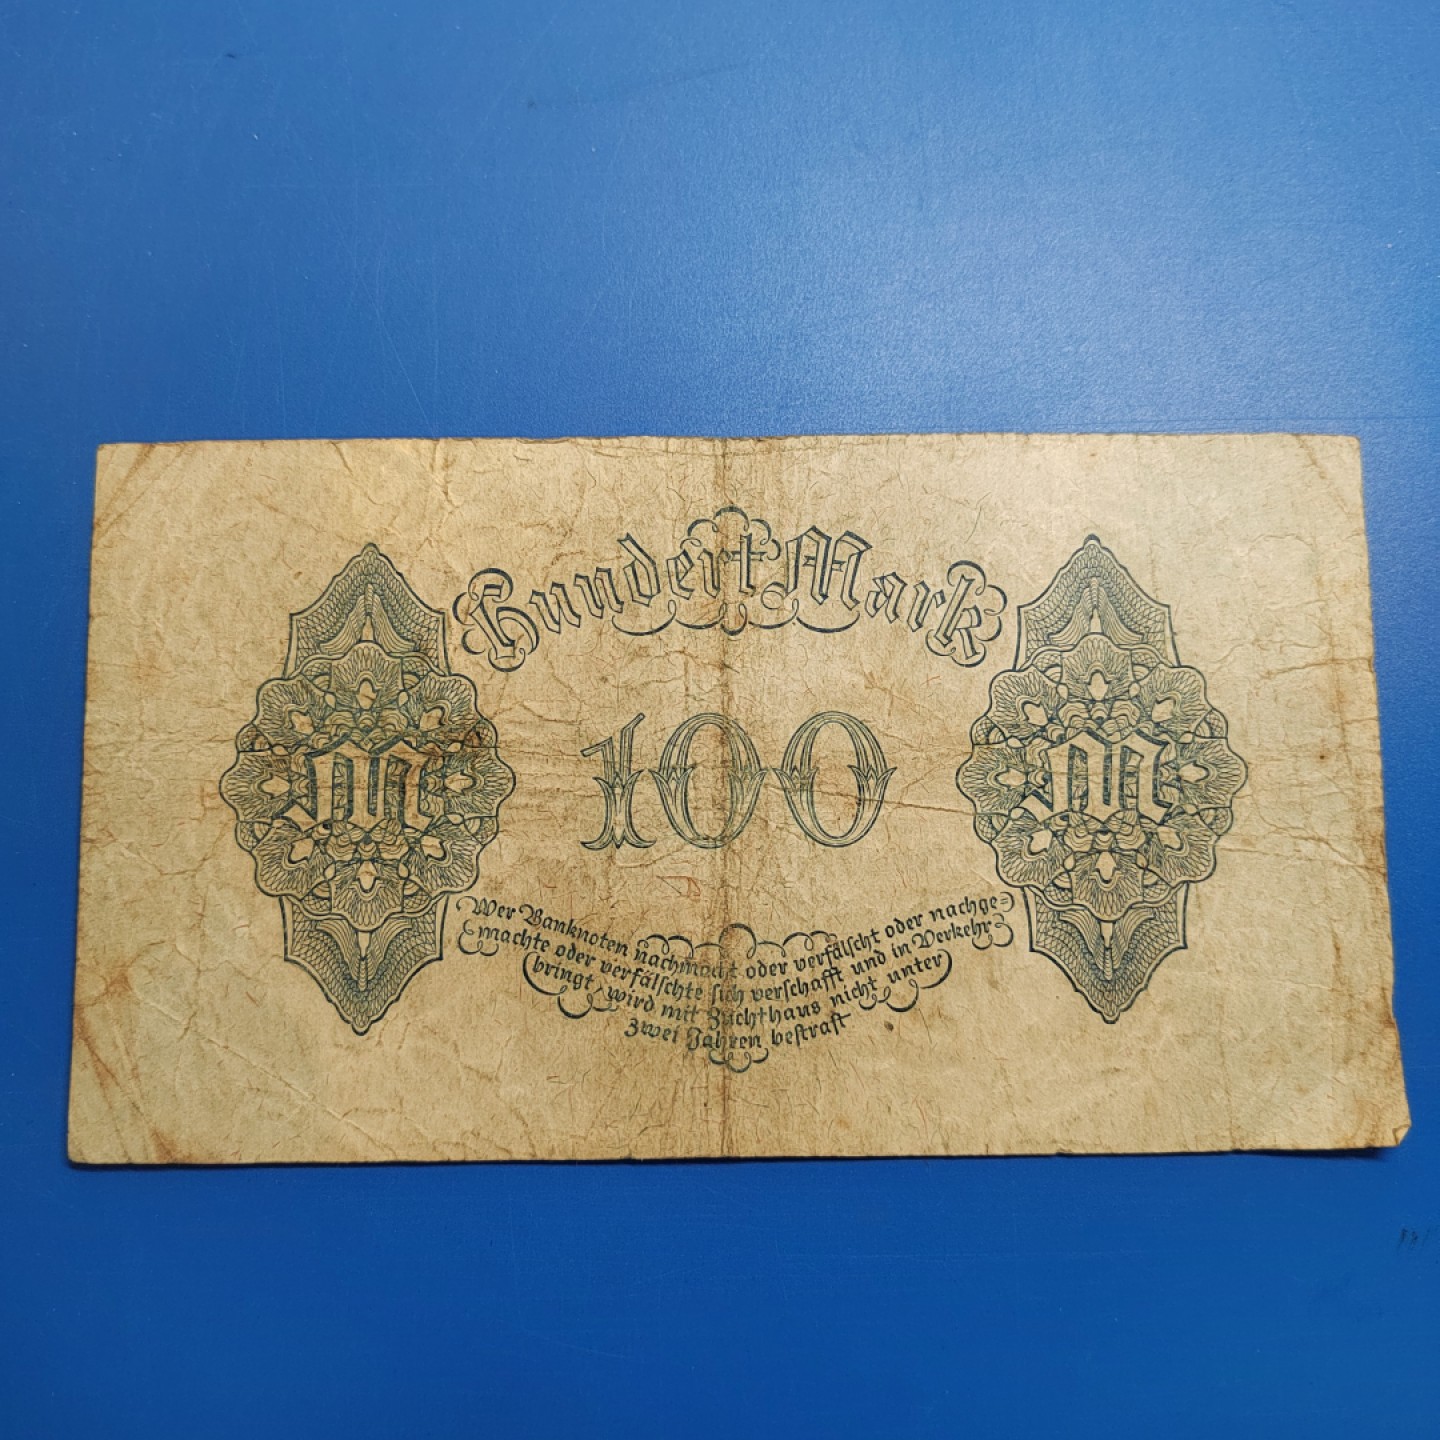 Hundert Mark
M
100
M
Wer Banknoten nachmacht oder verfälscht oder nachge=
machte oder verfälschte sich verschafft und in Verkehr
bringt, wird mit Zuchthaus nicht unter
zwei Jahren bestraft